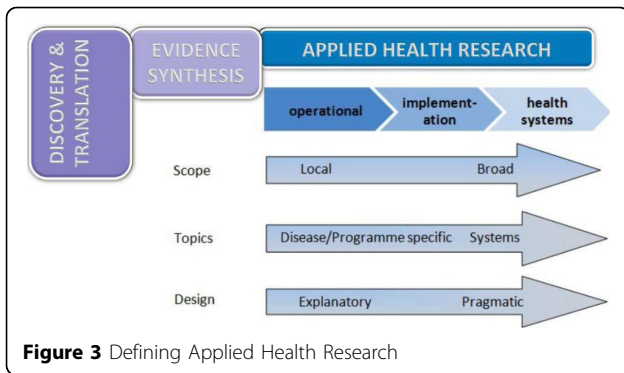 DISCOVERY &
TRANSLATION
EVIDENCE
SYNTHESIS
APPLIED HEALTH RESEARCH
operational
implement-
ation
health
systems
Scope
Local Broad
Topics
Disease/Programme specific Systems
Design
Explanatory Pragmatic
Figure 3 Defining Applied Health Research